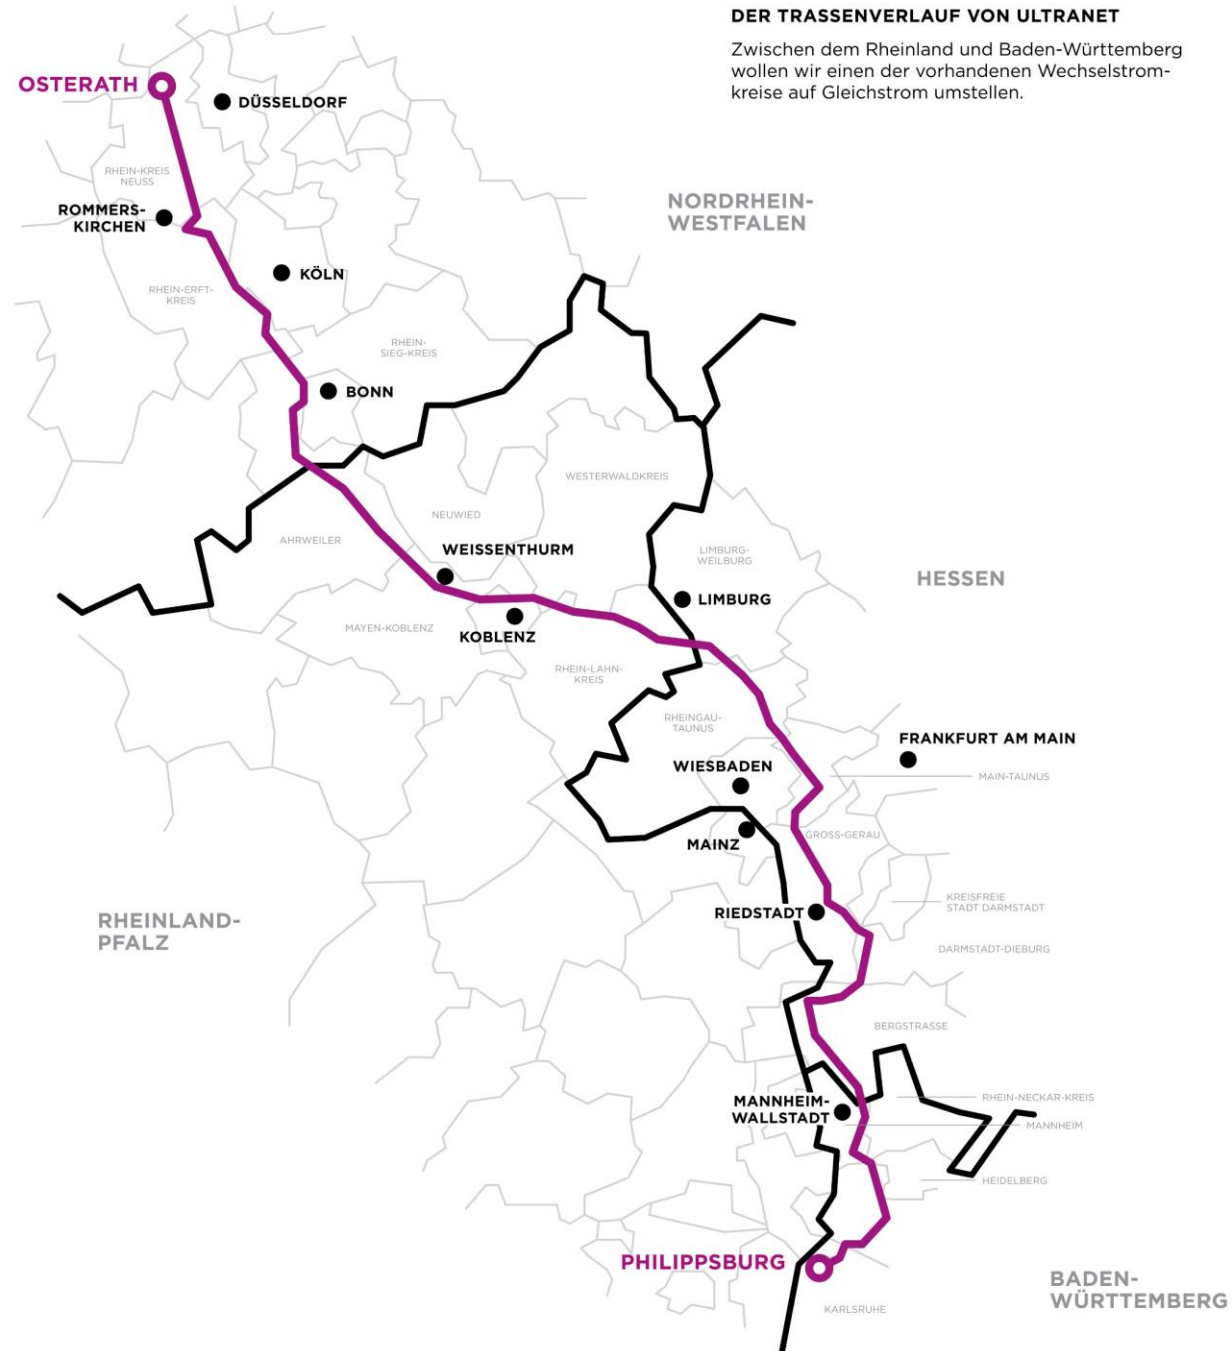 DER TRASSENVERLAUF VON ULTRANET
Zwischen dem Rheinland und Baden-Württemberg
wollen wir einen der vorhandenen Wechselstrom-
kreise auf Gleichstrom umstellen.
OSTERATH
DÜSSELDORF
RHEIN-KREIS
NEUSS
ROMMERS-
KIRCHEN
NORDRHEIN-
WESTFALEN
KÖLN
RHEIN-ERFT-
KREIS
RHEIN-
SIEG-KREIS
BONN
WESTERWALDKREIS
NEUWIED
AHRWEILER
WEISSENTHURM
LIMBURG-
WEILBURG
HESSEN
LIMBURG
MAYEN-KOBLENZ
KOBLENZ
RHEIN-LAHN-
KREIS
RHEINGAU-
TAUNUS
FRANKFURT AM MAIN
WIESBADEN
MAIN-TAUNUS
MAINZ
GROSS-GERAU
KREISFREIE
STADT DARMSTADT
RIEDSTADT
RHEINLAND-
PFALZ
DARMSTADT-DIEBURG
BERGSTRASSE
RHEIN-NECKAR-KREIS
MANNHEIM-
WALLSTADT
MANNHEIM
HEIDELBERG
PHILIPPSBURG
BADEN-
WÜRTTEMBERG
KARLSRUHE